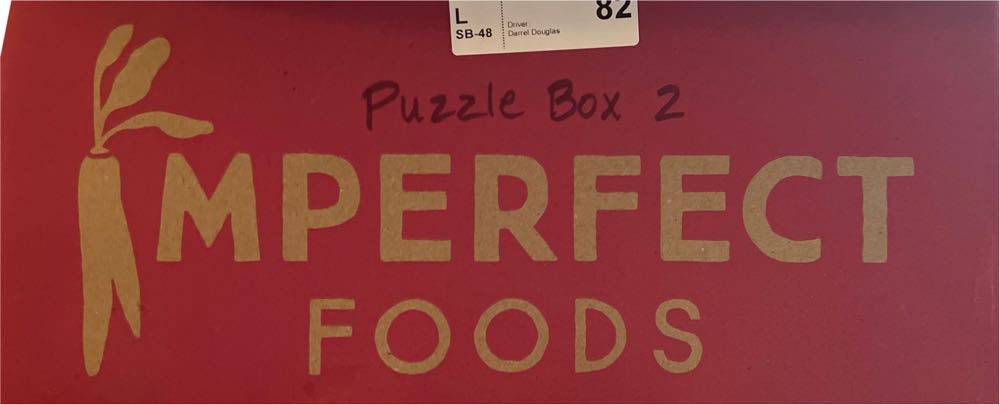 L
82
SB-48
Driver
Darrel Douglas
Puzzle Box 2
IMPERFECT
FOODS